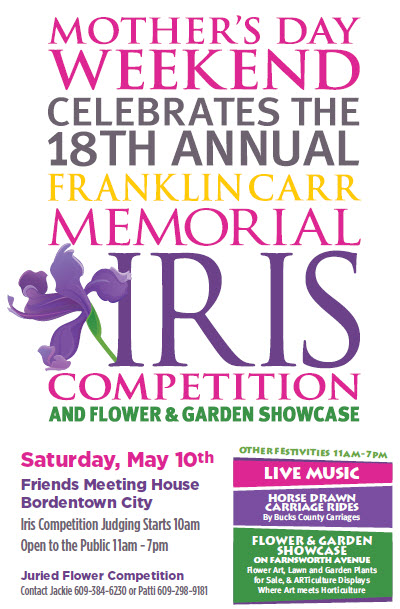 MOTHER'S DAY
WEEKEND
CELEBRATES THE
18TH ANNUAL
FRANKLIN CARR
MEMORIAL
IRIS
COMPETITION
AND FLOWER & GARDEN SHOWCASE
Saturday, May 10th
Friends Meeting House
Bordentown City
Iris Competition Judging Starts 10am
Open to the Public 11am - 7pm
Juried Flower Competition
Contact Jackie 609-384-6230 or Patti 609-298-9181
OTHER FESTIVITIES 11AM-7PM
LIVE MUSIC
HORSE DRAWN
CARRIAGE RIDES
By Bucks County Carriages
FLOWER & GARDEN
SHOWCASE
ON FARNSWORTH AVENUE
Flower Art, Lawn and Garden Plants
for Sale, & ARTiculture Displays
Where Art meets Horticulture